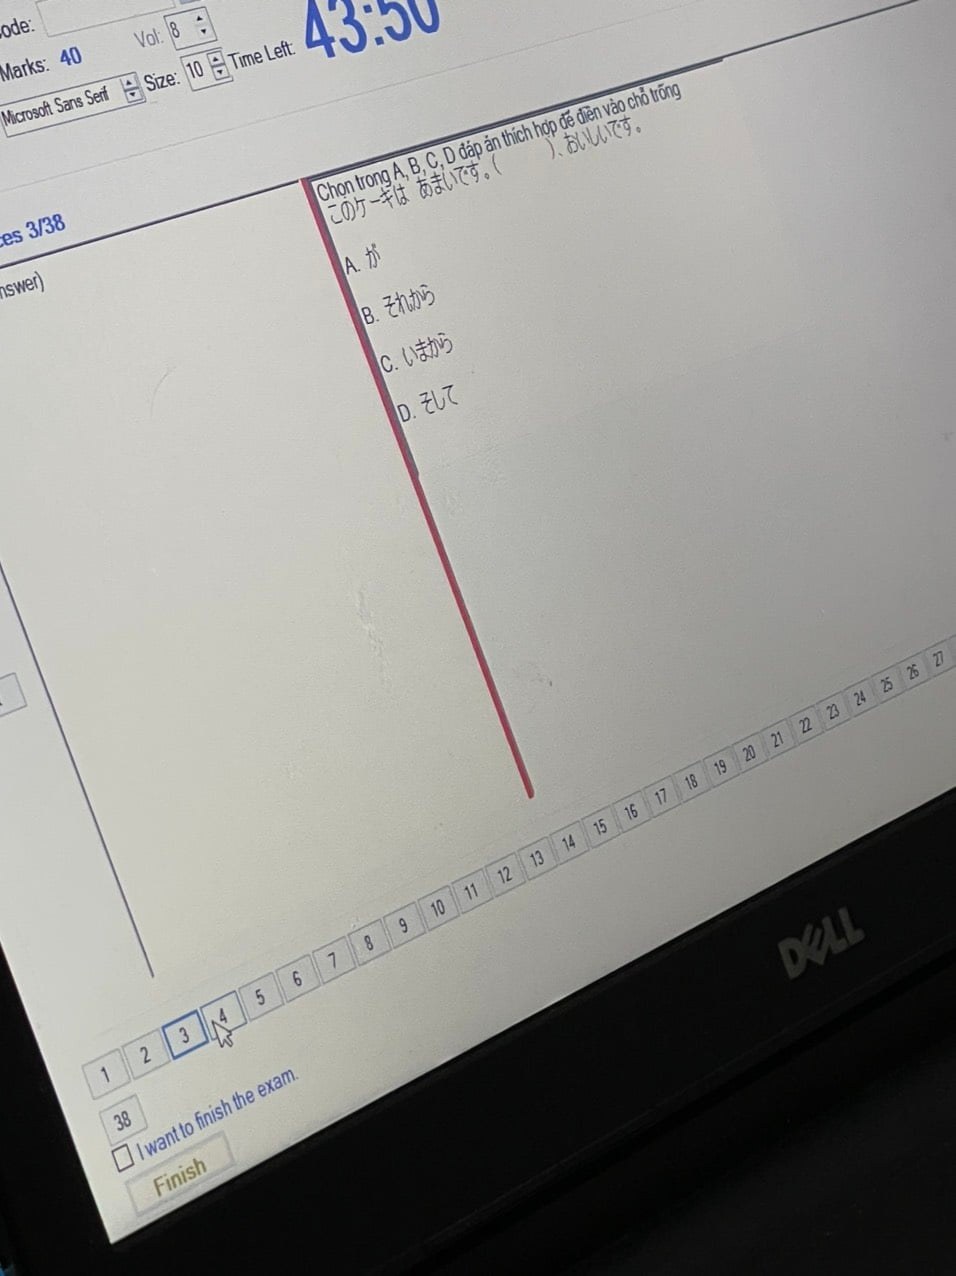 ode:
Marks: 40
Vol: 8
Microsoft Sans Serif
Size: 10
Time Left: 43:50
3/38
Chọn trong A, B, C, D đáp án thích hợp để điền vào chỗ trống
このケーキは あまいです。( )、おいしいです。
A. が
B. それから
C. いまから
D. そして
1 2 3 4 5 6 7 8 9 10 11 12 13 14 15 16 17 18 19 20 21 22 23 24 25 26 27
38
I want to finish the exam.
Finish
DELL